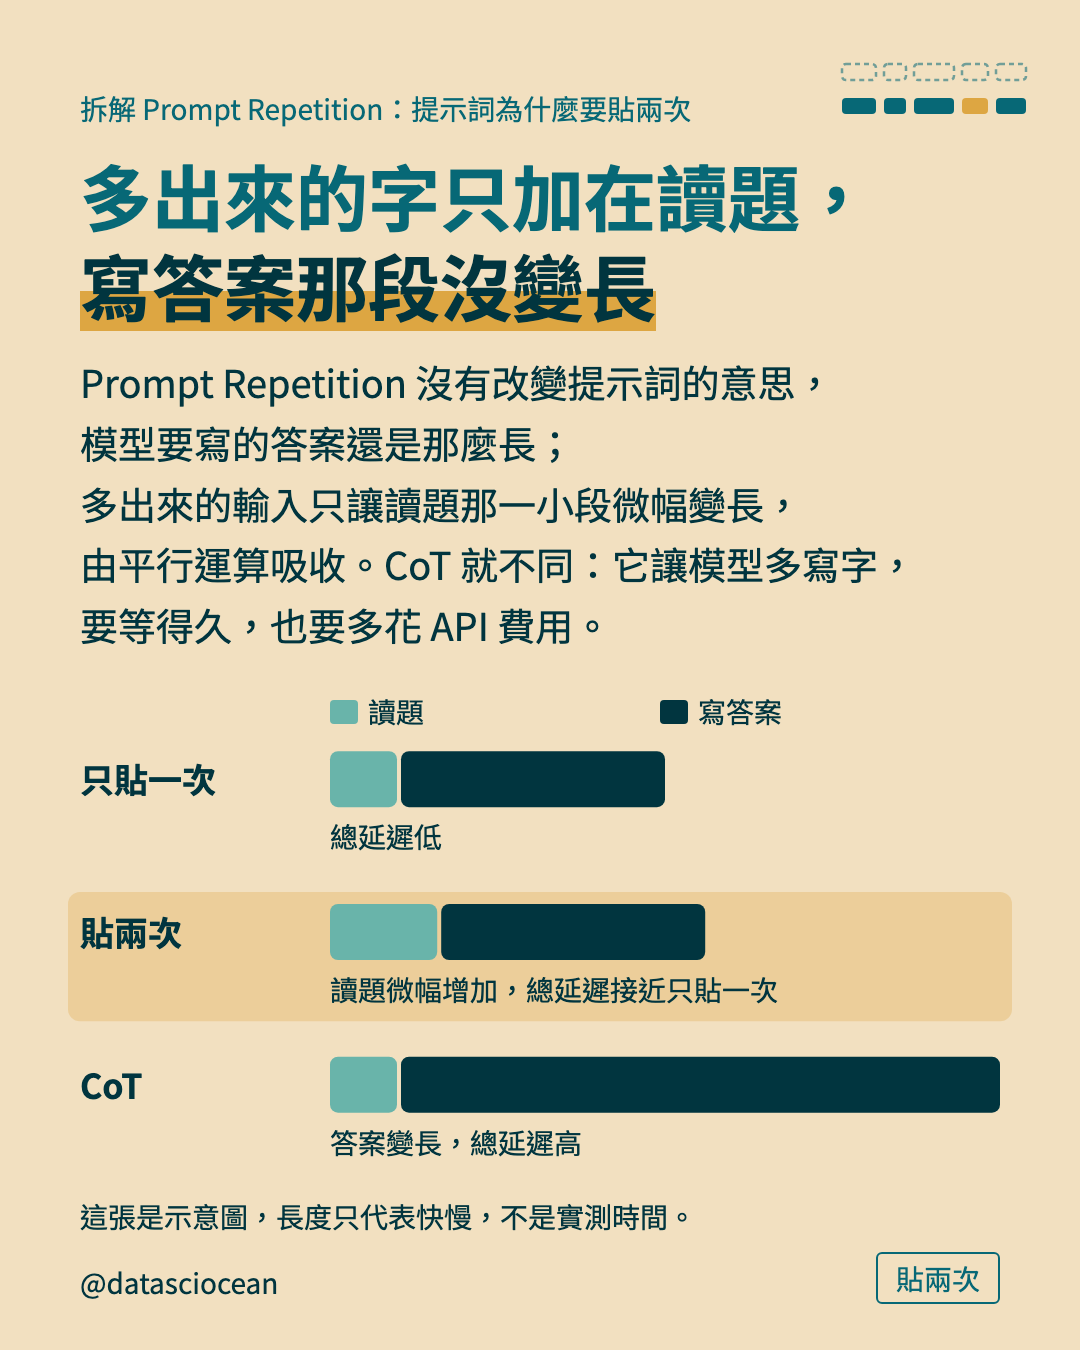 拆解 Prompt Repetition：提示詞為什麼要貼兩次
多出來的字只加在讀題，
寫答案那段沒變長
Prompt Repetition 沒有改變提示詞的意思，
模型要寫的答案還是那麼長；
多出來的輸入只讓讀題那一小段微幅變長，
由平行運算吸收。CoT 就不同：它讓模型多寫字，
要等得久，也要多花 API 費用。
讀題
寫答案
只貼一次
總延遲低
貼兩次
讀題微幅增加，總延遲接近只貼一次
CoT
答案變長，總延遲高
這張是示意圖，長度只代表快慢，不是實測時間。
@datasciocean
貼兩次